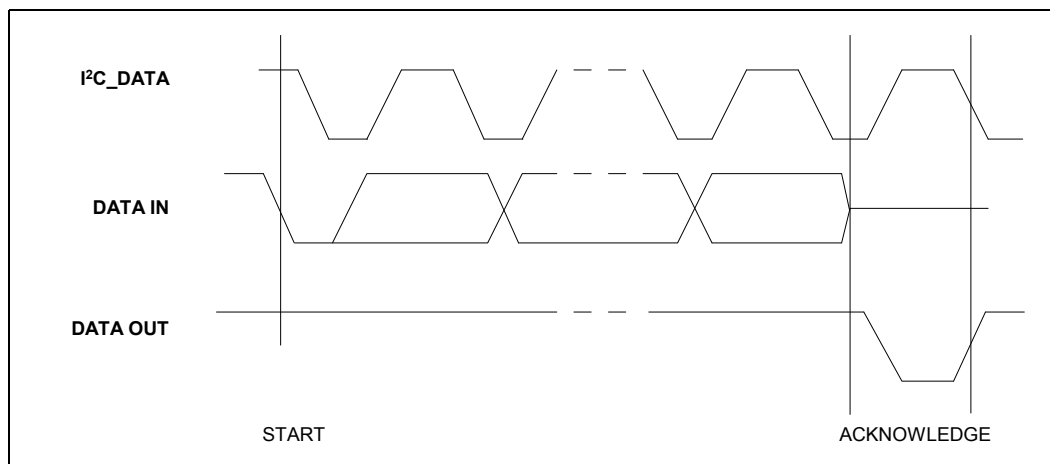 I²C_DATA
DATA IN
DATA OUT
START
ACKNOWLEDGE